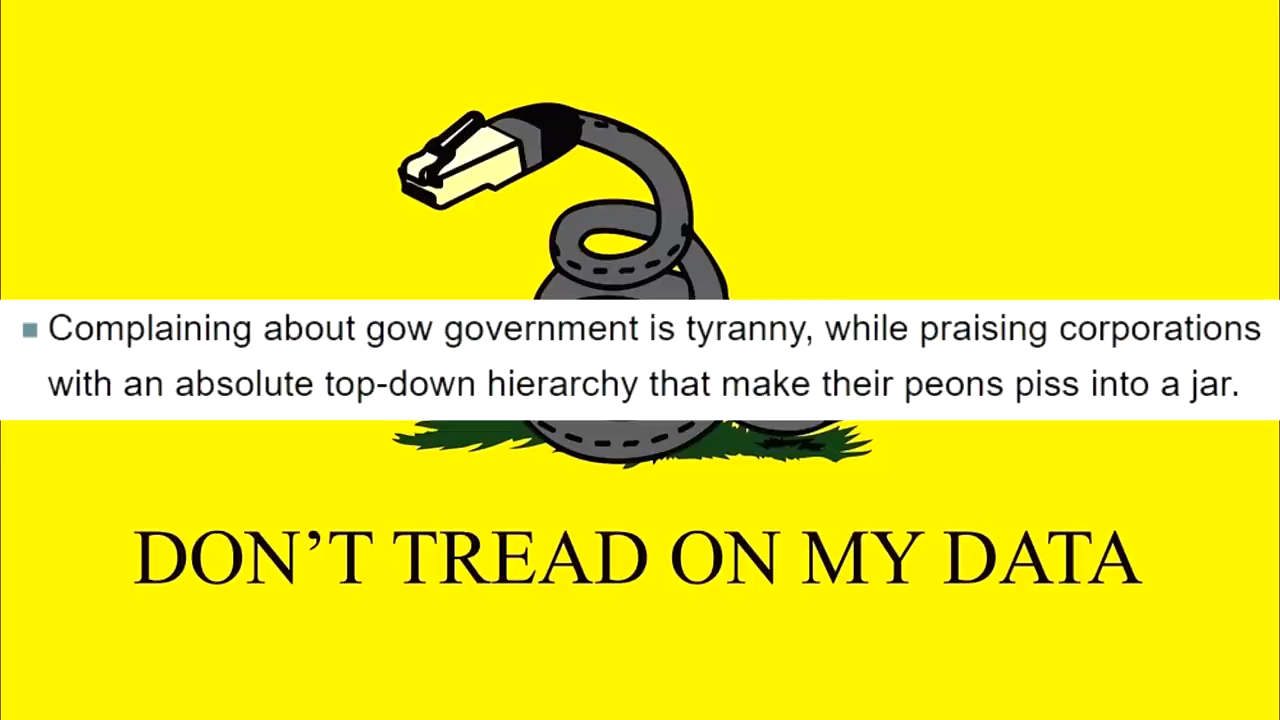 Complaining about gow government is tyranny, while praising corporations
with an absolute top-down hierarchy that make their peons piss into a jar.
DON’T TREAD ON MY DATA